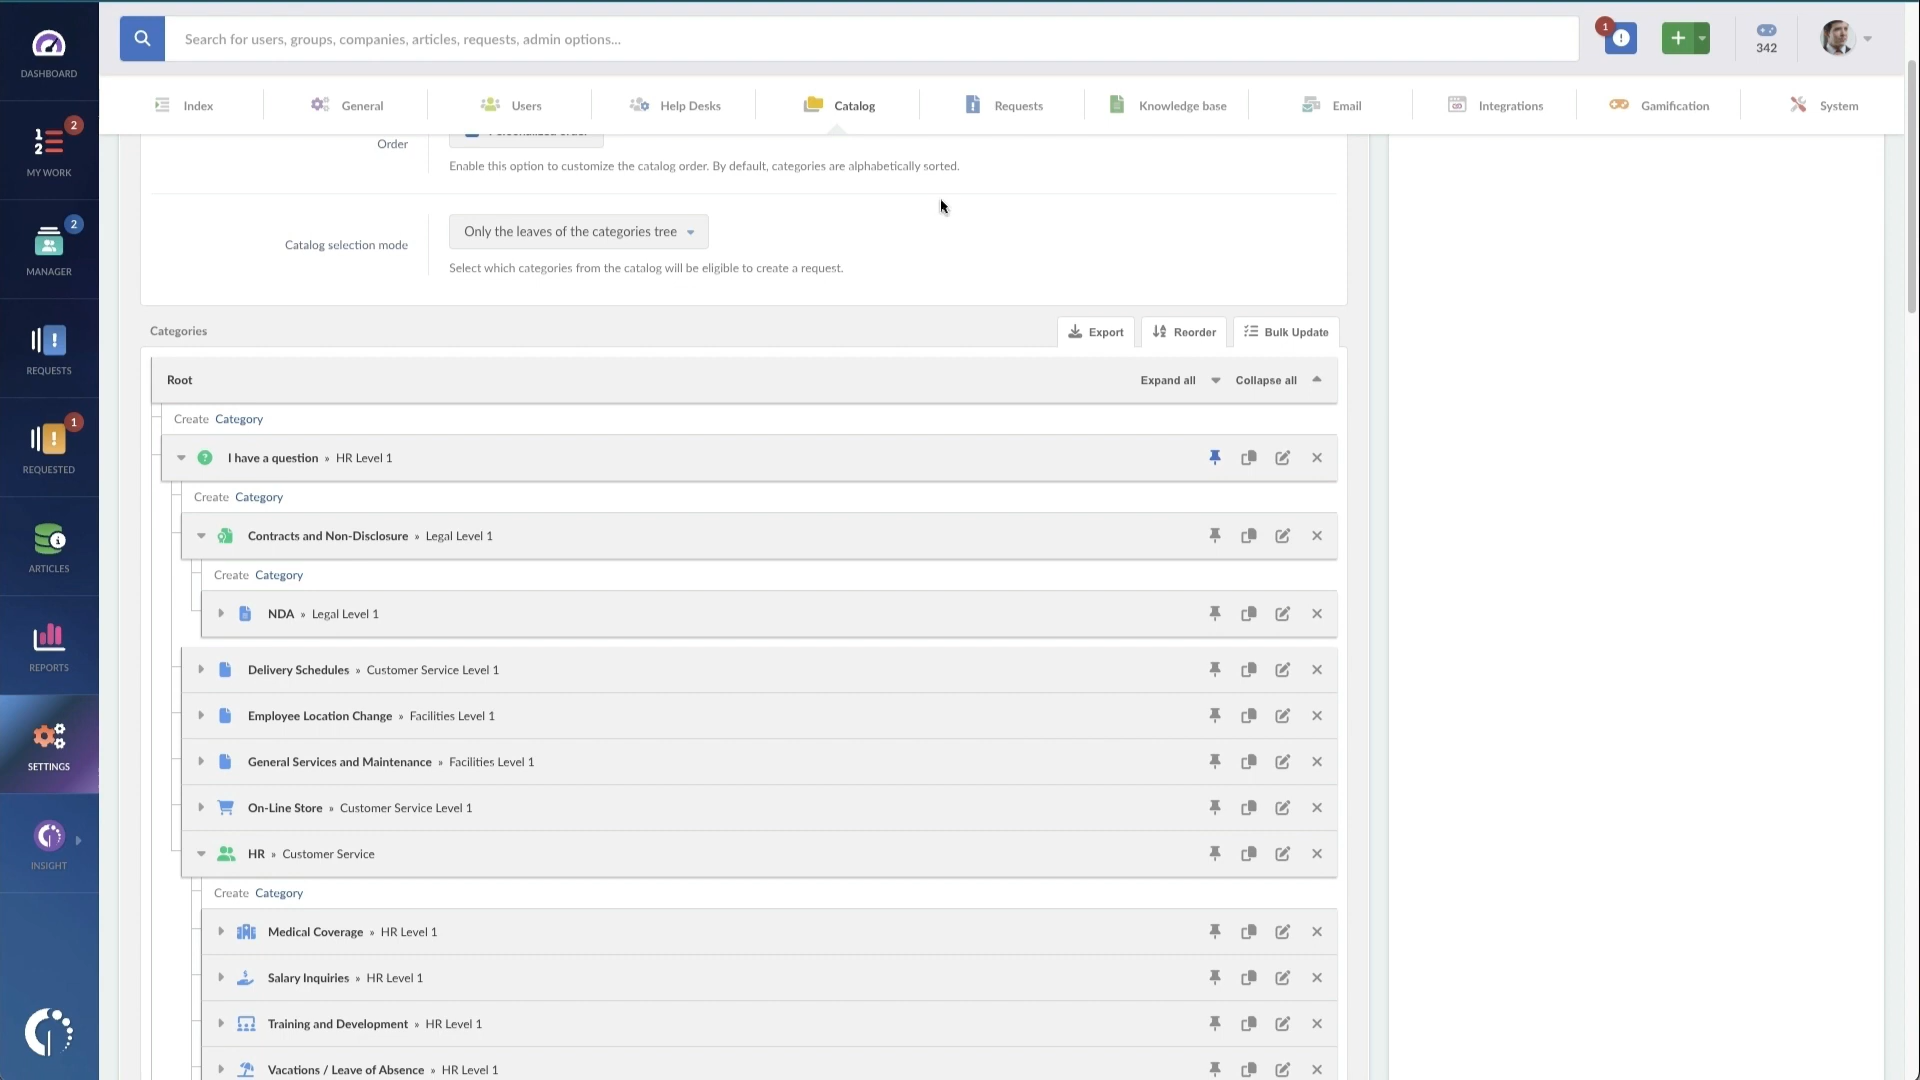 Search for users, groups, companies, articles, requests, admin options...
1
342
DASHBOARD
2
MY WORK
2
MANAGER
REQUESTS
1
REQUESTED
ARTICLES
REPORTS
SETTINGS
INSIGHT
Index
General
Users
Help Desks
Catalog
Requests
Knowledge base
Email
Integrations
Gamification
System
Order
Personalized order
Enable this option to customize the catalog order. By default, categories are alphabetically sorted.
Catalog selection mode
Only the leaves of the categories tree
Select which categories from the catalog will be eligible to create a request.
Categories
Export
Reorder
Bulk Update
Root
Expand all
Collapse all
Create Category
I have a question » HR Level 1
Create Category
Contracts and Non-Disclosure » Legal Level 1
Create Category
NDA » Legal Level 1
Delivery Schedules » Customer Service Level 1
Employee Location Change » Facilities Level 1
General Services and Maintenance » Facilities Level 1
On-Line Store » Customer Service Level 1
HR » Customer Service
Create Category
Medical Coverage » HR Level 1
Salary Inquiries » HR Level 1
Training and Development » HR Level 1
Vacations / Leave of Absence » HR Level 1